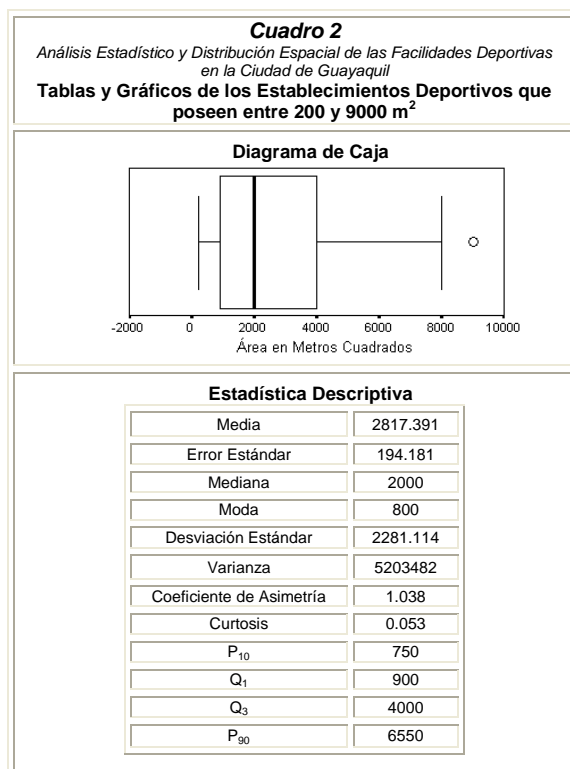 Cuadro 2
Análisis Estadístico y Distribución Espacial de las Facilidades Deportivas
en la Ciudad de Guayaquil
Tablas y Gráficos de los Establecimientos Deportivos que
poseen entre 200 y 9000 m²
Diagrama de Caja
-2000 0 2000 4000 6000 8000 10000
Área en Metros Cuadrados
Estadística Descriptiva
Media 2817.391
Error Estándar 194.181
Mediana 2000
Moda 800
Desviación Estándar 2281.114
Varianza 5203482
Coeficiente de Asimetría 1.038
Curtosis 0.053
P₁₀ 750
Q₁ 900
Q₃ 4000
P₉₀ 6550